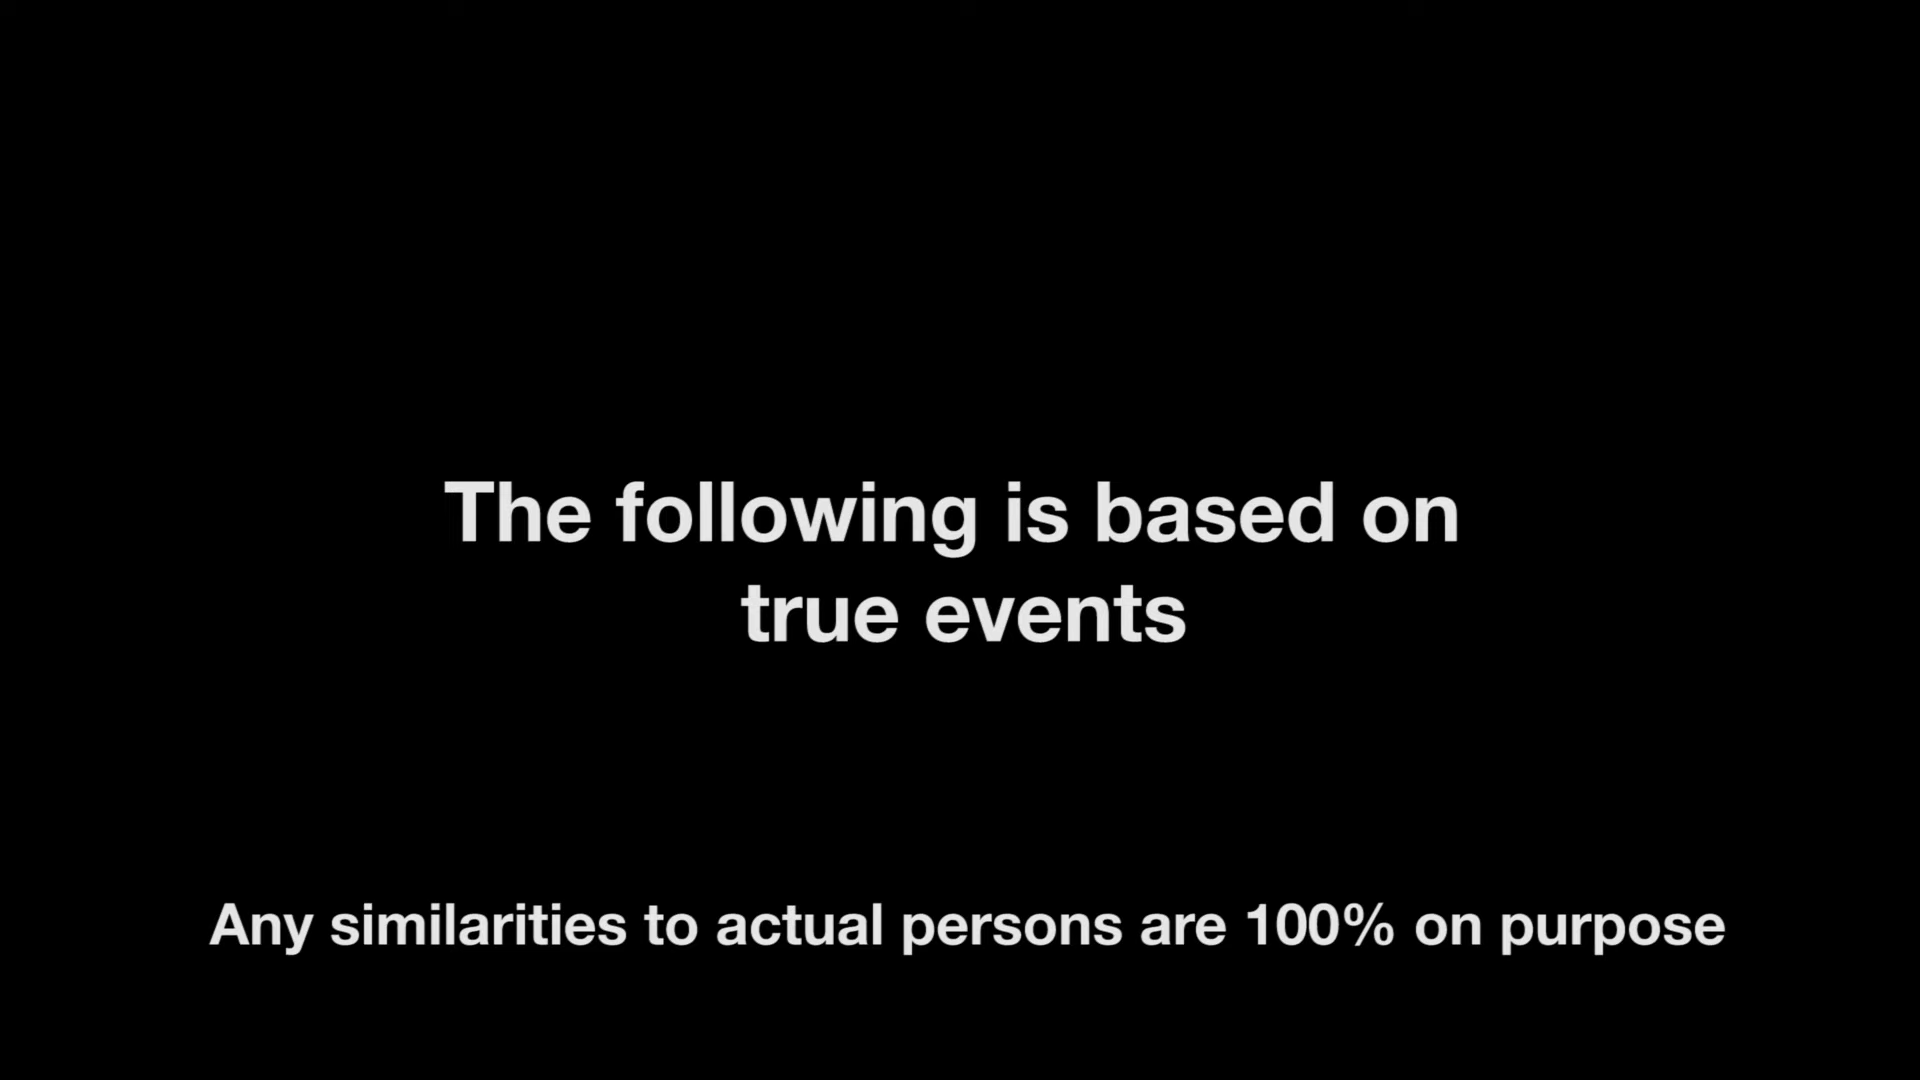 The following is based on
true events
Any similarities to actual persons are 100% on purpose